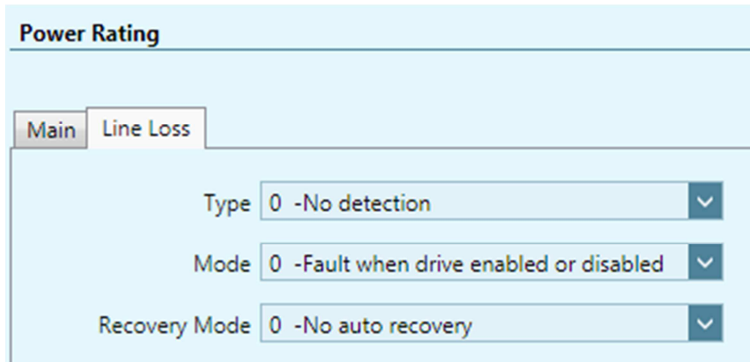 Power Rating
Main Line Loss
Type 0 -No detection
Mode 0 -Fault when drive enabled or disabled
Recovery Mode 0 -No auto recovery